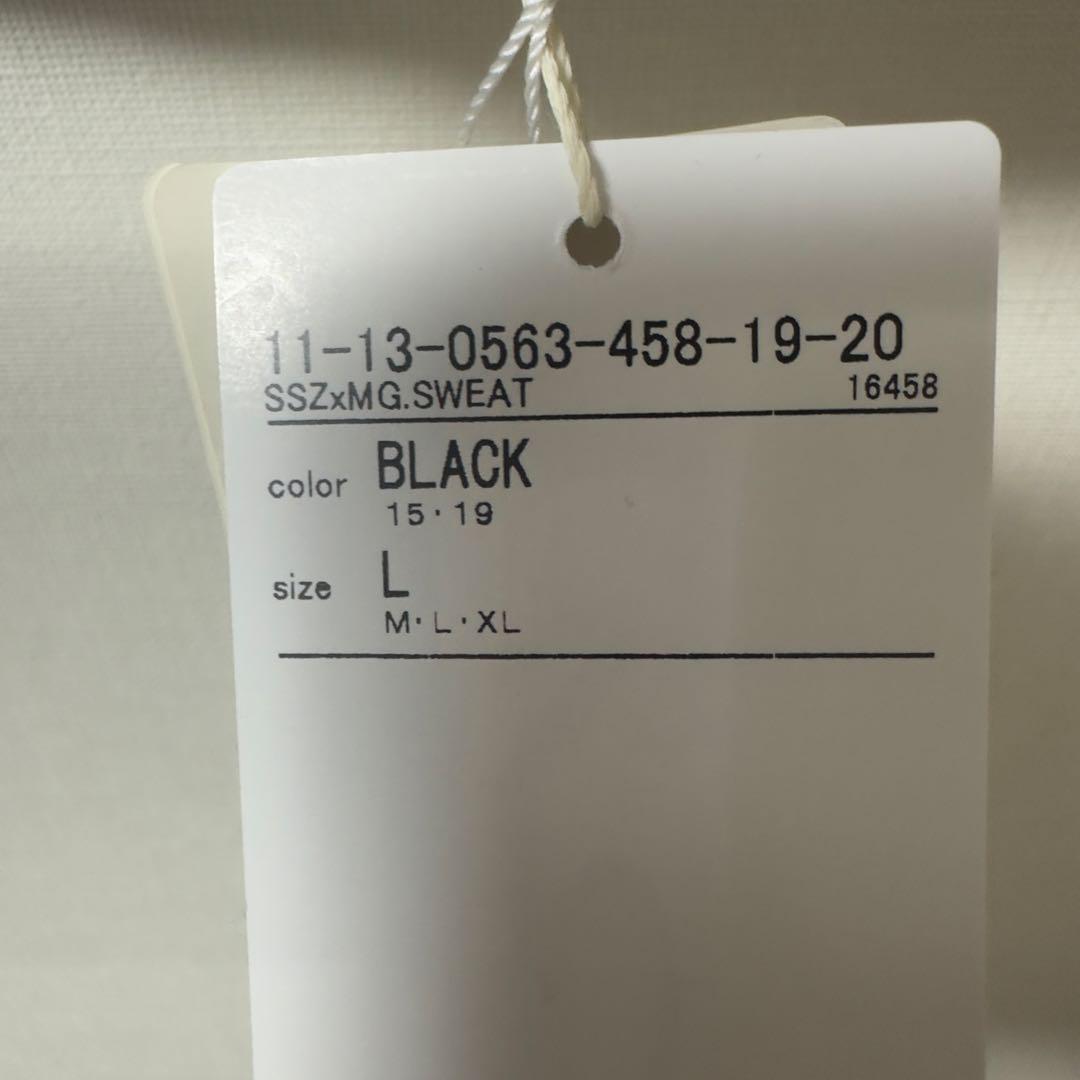 11-13-0563-458-19-20
SSZxMG.SWEAT 16458
color BLACK
15・19
size L
M・L・XL